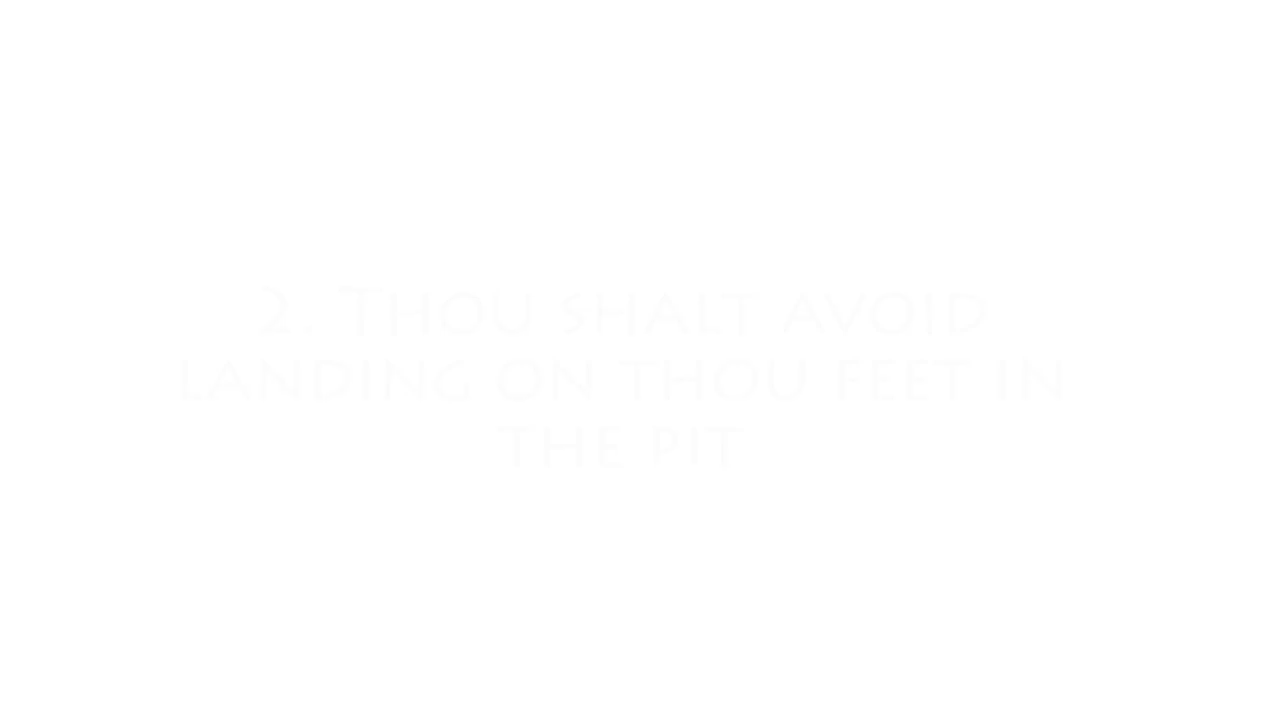 2. Thou shalt avoid
landing on thou feet in
the pit